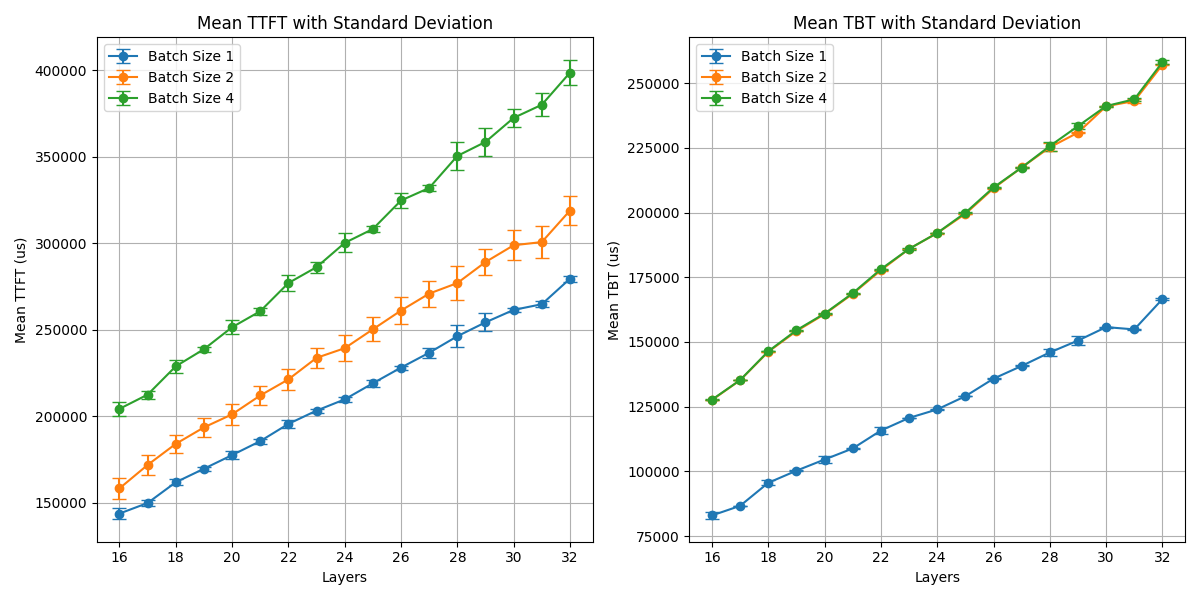 Mean TTFT with Standard Deviation
Batch Size 1
Batch Size 2
Batch Size 4
400000
350000
300000
250000
200000
150000
Mean TTFT (us)
16 18 20 22 24 26 28 30 32
Layers
Mean TBT with Standard Deviation
Batch Size 1
Batch Size 2
Batch Size 4
250000
225000
200000
175000
150000
125000
100000
75000
Mean TBT (us)
16 18 20 22 24 26 28 30 32
Layers